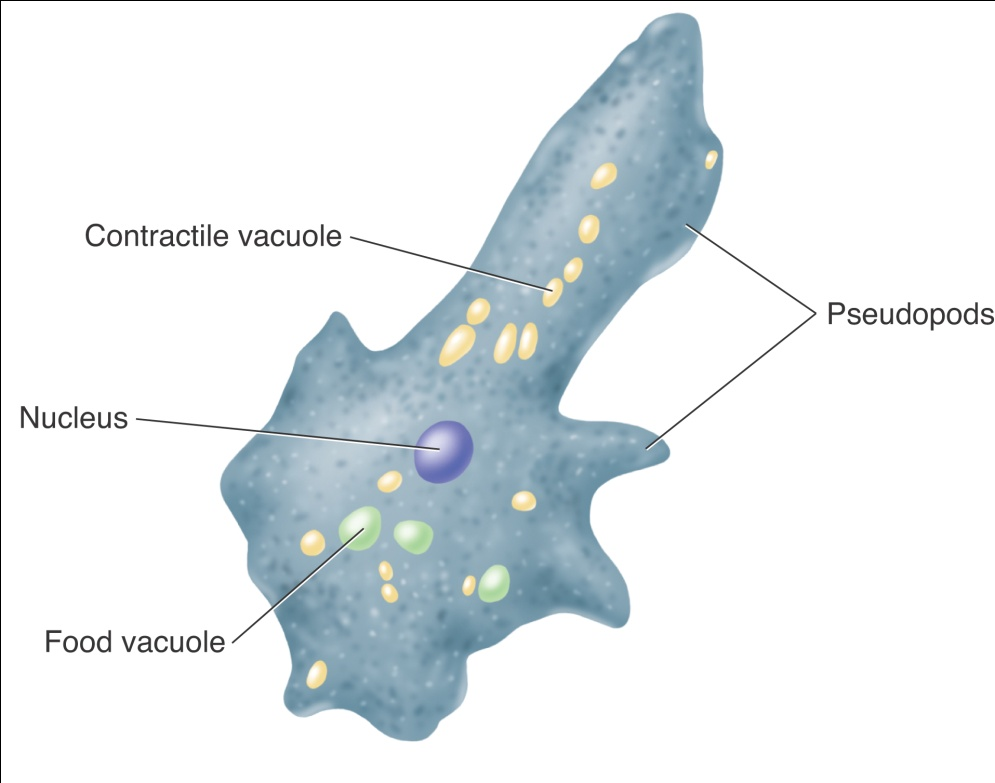 Contractile vacuole
Pseudopods
Nucleus
Food vacuole